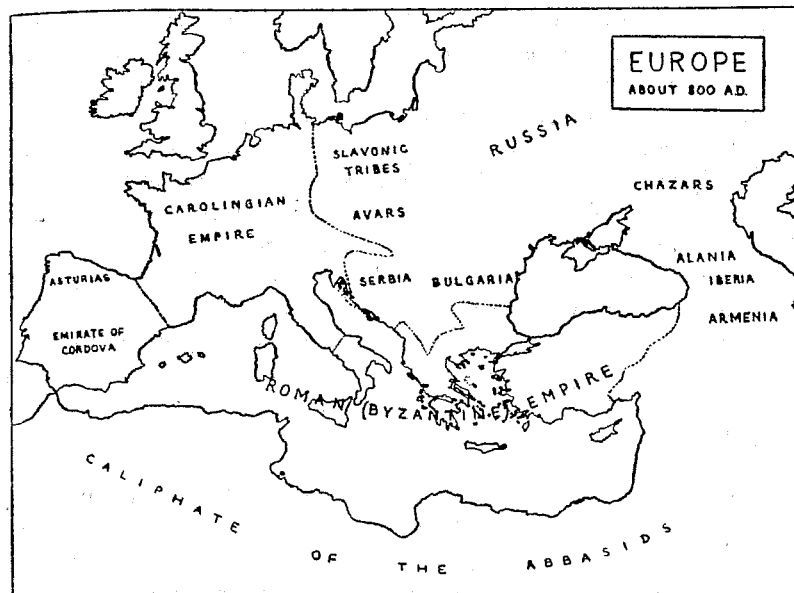 EUROPE
ABOUT 800 A.D.
RUSSIA
SLAVONIC
TRIBES
CHAZARS
CAROLINGIAN
EMPIRE
AVARS
ALANIA
IBERIA
ARMENIA
SERBIA
BULGARIA
ASTURIAS
EMIRATE OF
CORDOVA
ROMAN (BYZANTINE) EMPIRE
CALIPHATE OF THE ABBASIDS